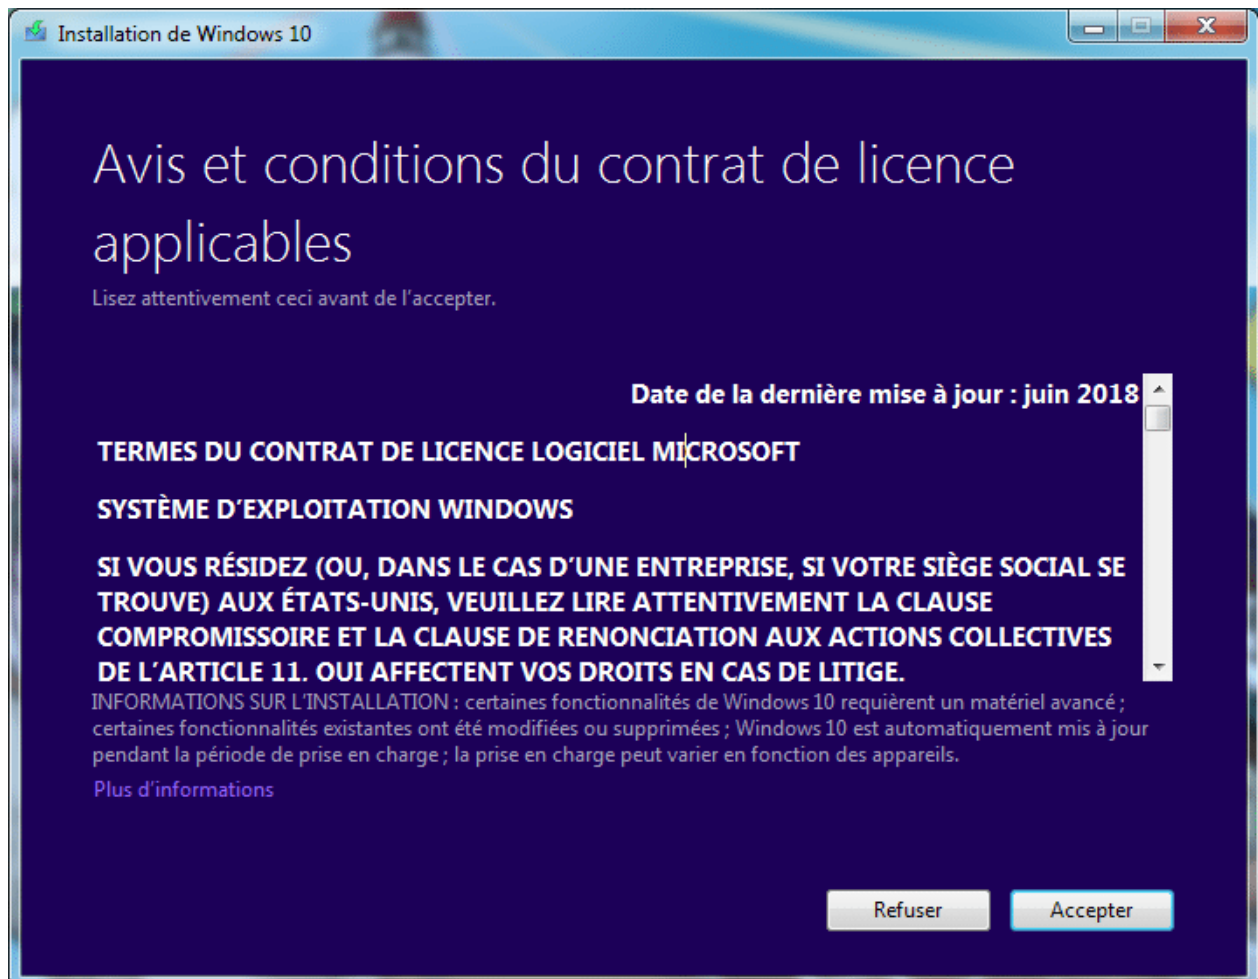 Installation de Windows 10
Avis et conditions du contrat de licence
applicables
Lisez attentivement ceci avant de l’accepter.
Date de la dernière mise à jour : juin 2018
TERMES DU CONTRAT DE LICENCE LOGICIEL MICROSOFT
SYSTÈME D’EXPLOITATION WINDOWS
SI VOUS RÉSIDEZ (OU, DANS LE CAS D’UNE ENTREPRISE, SI VOTRE SIÈGE SOCIAL SE
TROUVE) AUX ÉTATS-UNIS, VEUILLEZ LIRE ATTENTIVEMENT LA CLAUSE
COMPROMISSOIRE ET LA CLAUSE DE RENONCIATION AUX ACTIONS COLLECTIVES
DE L’ARTICLE 11. QUI AFFECTENT VOS DROITS EN CAS DE LITIGE.
INFORMATIONS SUR L’INSTALLATION : certaines fonctionnalités de Windows 10 requièrent un matériel avancé ;
certaines fonctionnalités existantes ont été modifiées ou supprimées ; Windows 10 est automatiquement mis à jour
pendant la période de prise en charge ; la prise en charge peut varier en fonction des appareils.
Plus d’informations
Refuser
Accepter